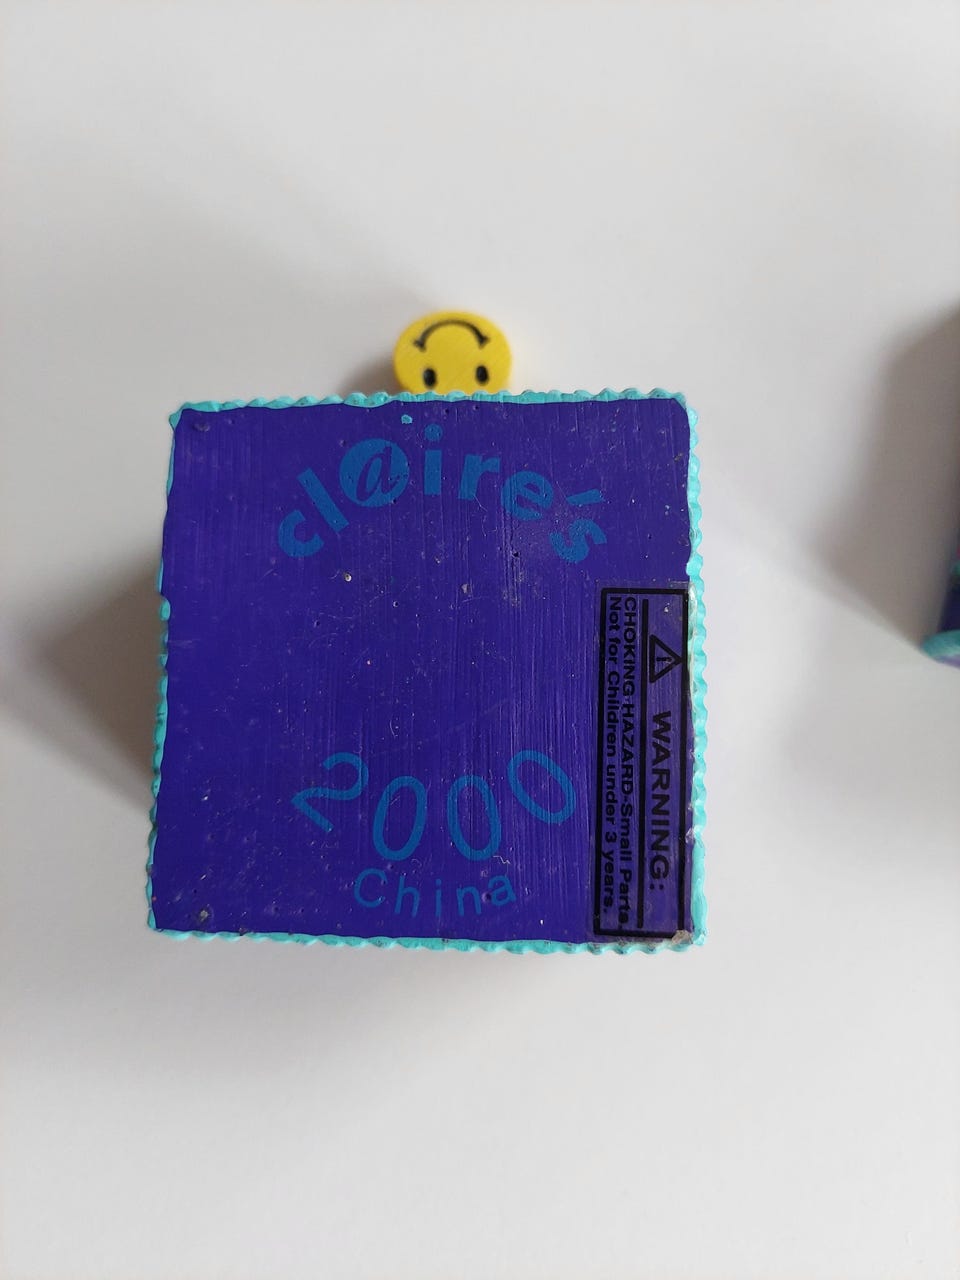 cl@ire's
2000
China
WARNING:
CHOKING HAZARD-Small Parts
Not for Children under 3 years.